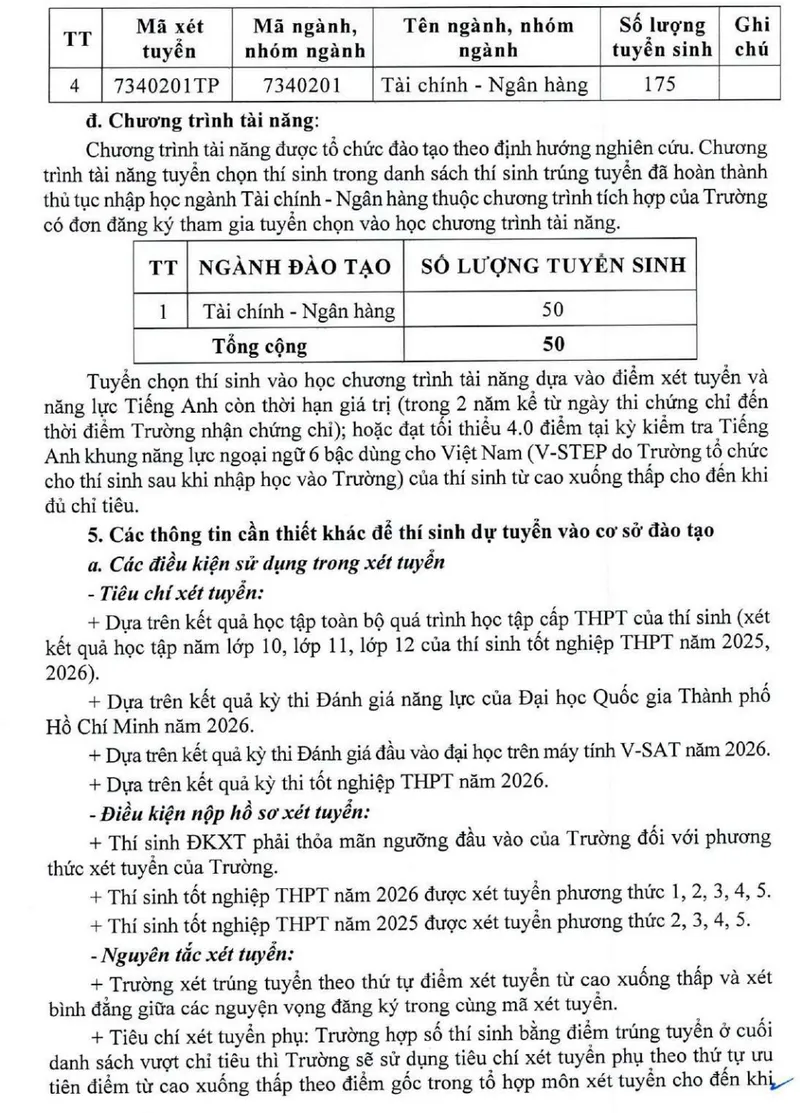 TT Mã xét tuyển Mã ngành, nhóm ngành Tên ngành, nhóm ngành Số lượng tuyển sinh Ghi chú
4 7340201TP 7340201 Tài chính - Ngân hàng 175
đ. Chương trình tài năng:
Chương trình tài năng được tổ chức đào tạo theo định hướng nghiên cứu. Chương
trình tài năng tuyển chọn thí sinh trong danh sách thí sinh trúng tuyển đã hoàn thành
thủ tục nhập học ngành Tài chính - Ngân hàng thuộc chương trình tích hợp của Trường
có đơn đăng ký tham gia tuyển chọn vào học chương trình tài năng.
TT NGÀNH ĐÀO TẠO SỐ LƯỢNG TUYỂN SINH
1 Tài chính - Ngân hàng 50
Tổng cộng 50
Tuyển chọn thí sinh vào học chương trình tài năng dựa vào điểm xét tuyển và
năng lực Tiếng Anh còn thời hạn giá trị (trong 2 năm kể từ ngày thi chứng chỉ đến
thời điểm Trường nhận chứng chỉ); hoặc đạt tối thiểu 4.0 điểm tại kỳ kiểm tra Tiếng
Anh khung năng lực ngoại ngữ 6 bậc dùng cho Việt Nam (V-STEP do Trường tổ chức
cho thí sinh sau khi nhập học vào Trường) của thí sinh từ cao xuống thấp cho đến khi
đủ chỉ tiêu.
5. Các thông tin cần thiết khác để thí sinh dự tuyển vào cơ sở đào tạo
a. Các điều kiện sử dụng trong xét tuyển
- Tiêu chí xét tuyển:
+ Dựa trên kết quả học tập toàn bộ quá trình học tập cấp THPT của thí sinh (xét
kết quả học tập năm lớp 10, lớp 11, lớp 12 của thí sinh tốt nghiệp THPT năm 2025,
2026).
+ Dựa trên kết quả kỳ thi Đánh giá năng lực của Đại học Quốc gia Thành phố
Hồ Chí Minh năm 2026.
+ Dựa trên kết quả kỳ thi Đánh giá đầu vào đại học trên máy tính V-SAT năm 2026.
+ Dựa trên kết quả kỳ thi tốt nghiệp THPT năm 2026.
- Điều kiện nộp hồ sơ xét tuyển:
+ Thí sinh ĐKXT phải thỏa mãn ngưỡng đầu vào của Trường đối với phương
thức xét tuyển của Trường.
+ Thí sinh tốt nghiệp THPT năm 2026 được xét tuyển phương thức 1, 2, 3, 4, 5.
+ Thí sinh tốt nghiệp THPT năm 2025 được xét tuyển phương thức 2, 3, 4, 5.
- Nguyên tắc xét tuyển:
+ Trường xét trúng tuyển theo thứ tự điểm xét tuyển từ cao xuống thấp và xét
bình đẳng giữa các nguyện vọng đăng ký trong cùng mã xét tuyển.
+ Tiêu chí xét tuyển phụ: Trường hợp số thí sinh bằng điểm trúng tuyển ở cuối
danh sách vượt chỉ tiêu thì Trường sẽ sử dụng tiêu chí xét tuyển phụ theo thứ tự ưu
tiên điểm từ cao xuống thấp theo điểm gốc trong tổ hợp môn xét tuyển cho đến khi